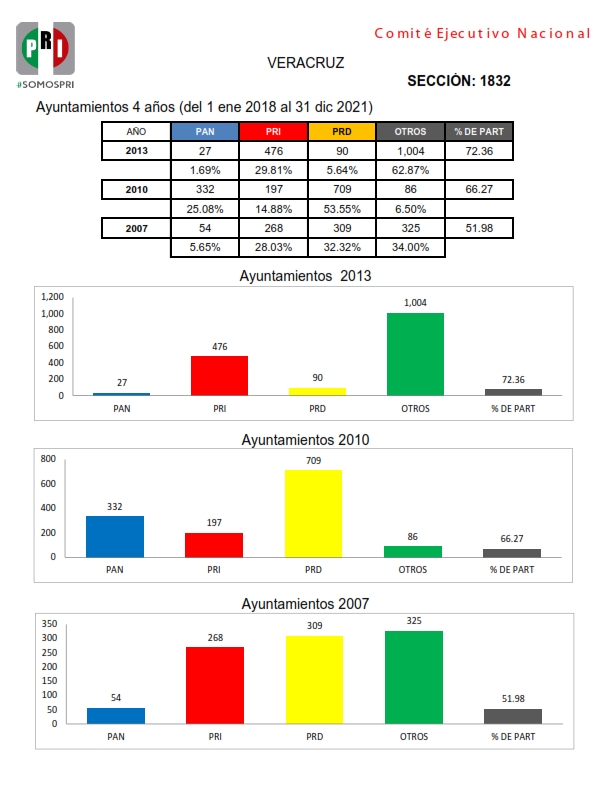 Comité Ejecutivo Nacional
PRI
#SOMOSPRI
VERACRUZ
SECCIÓN: 1832
Ayuntamientos 4 años (del 1 ene 2018 al 31 dic 2021)
AÑO PAN PRI PRD OTROS % DE PART
2013 27 476 90 1,004 72.36
1.69% 29.81% 5.64% 62.87%
2010 332 197 709 86 66.27
25.08% 14.88% 53.55% 6.50%
2007 54 268 309 325 51.98
5.65% 28.03% 32.32% 34.00%
Ayuntamientos 2013
1,200
1,000
800
600
400
200
0
27 476 90 1,004 72.36
PAN PRI PRD OTROS % DE PART
Ayuntamientos 2010
800
600
400
200
0
332 197 709 86 66.27
PAN PRI PRD OTROS % DE PART
Ayuntamientos 2007
350
300
250
200
150
100
50
0
54 268 309 325 51.98
PAN PRI PRD OTROS % DE PART